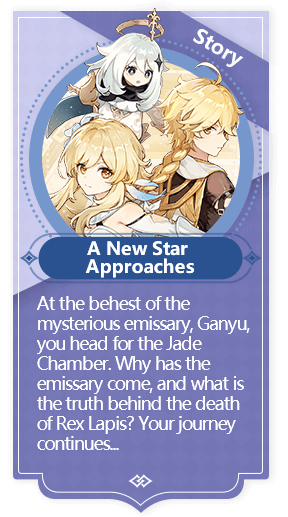 Story
A New Star
Approaches
At the behest of the
mysterious emissary, Ganyu,
you head for the Jade
Chamber. Why has the
emissary come, and what is
the truth behind the death
of Rex Lapis? Your journey
continues...